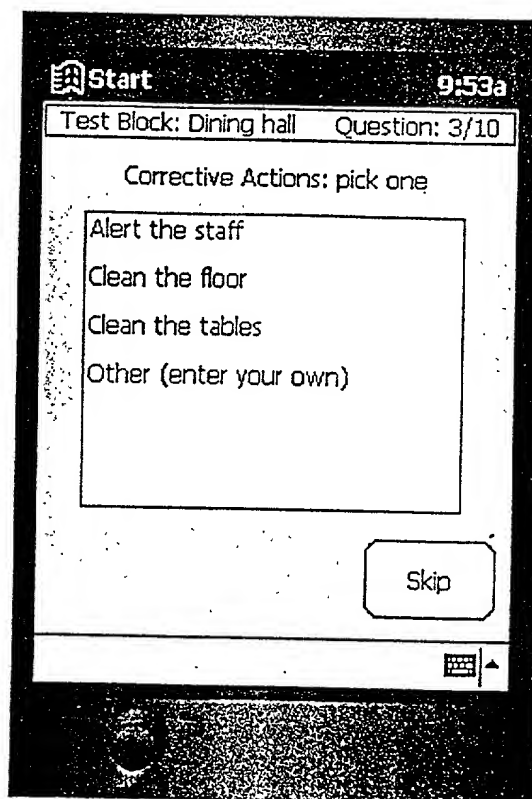 Start 9:53a
Test Block: Dining hall Question: 3/10
Corrective Actions: pick one
Alert the staff
Clean the floor
Clean the tables
Other (enter your own)
Skip